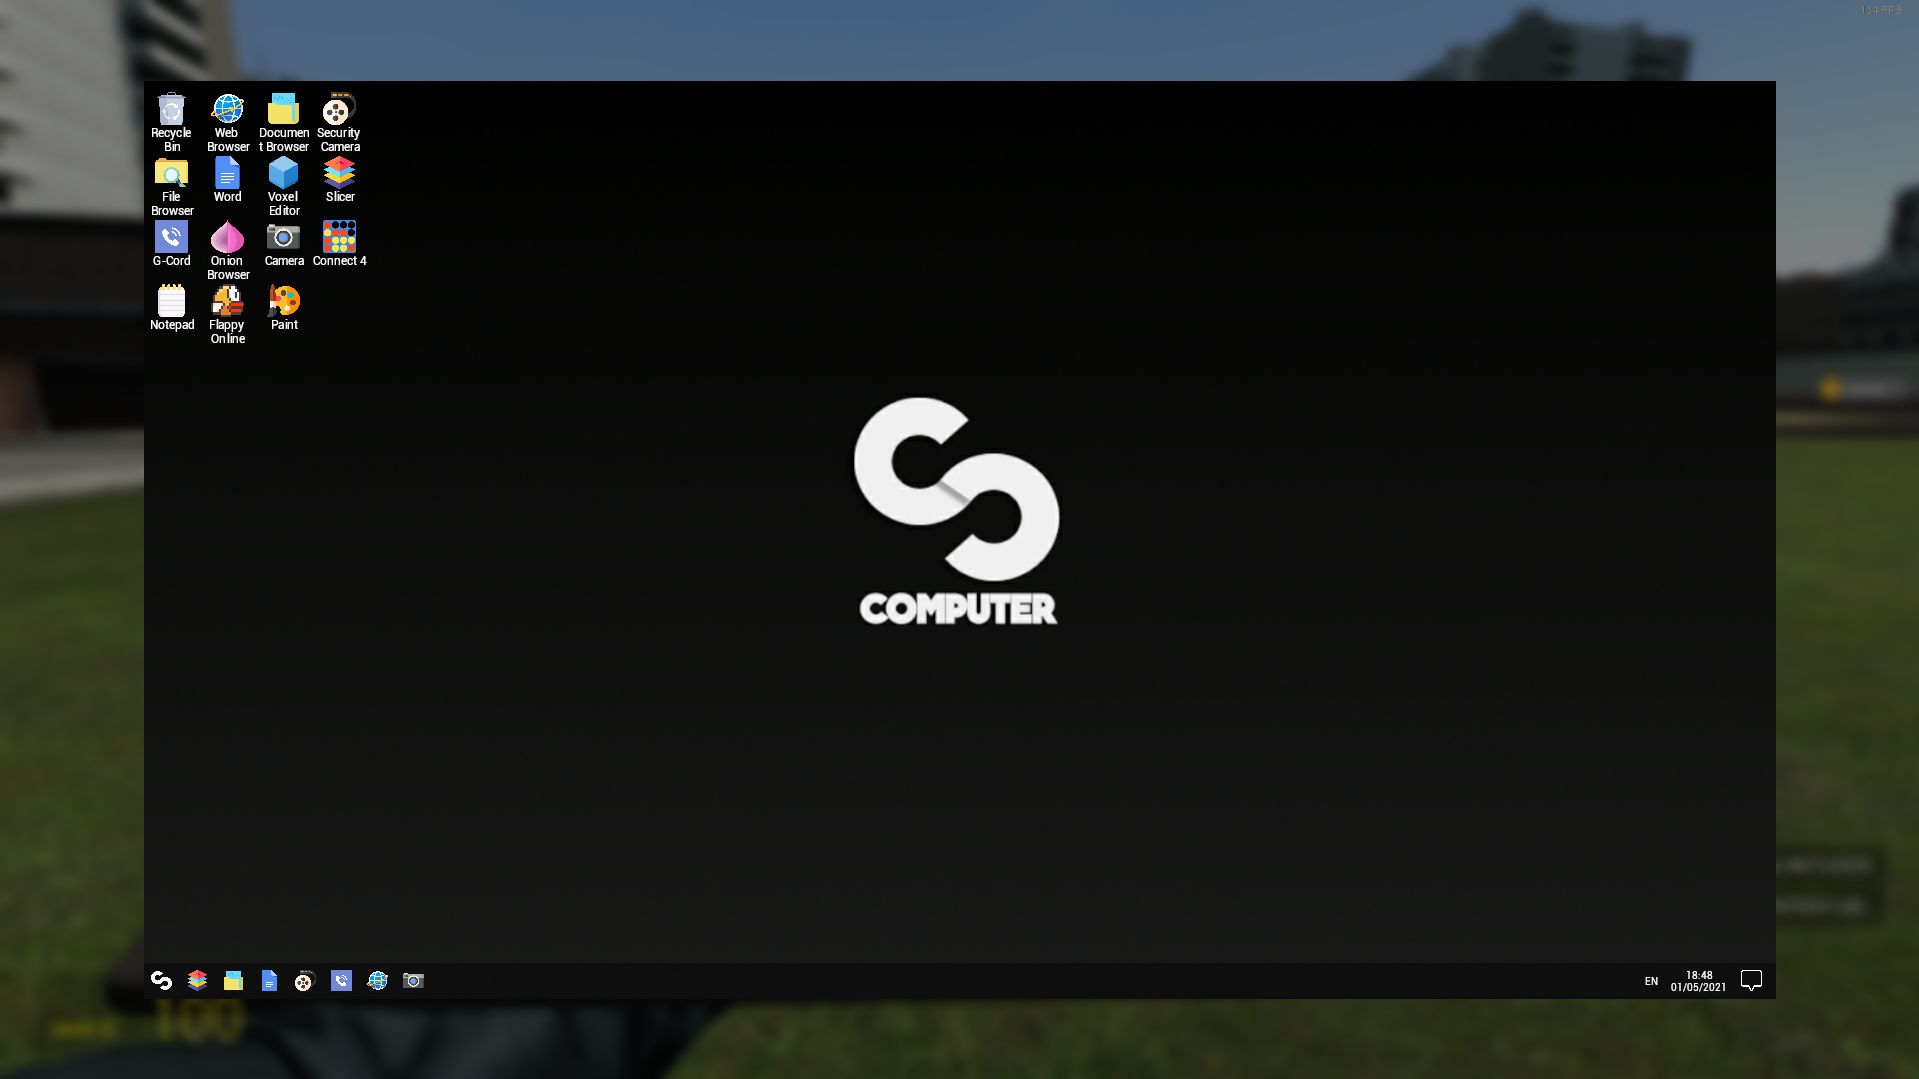 134 FPS
Recycle
Bin
Web
Browser
Documen
t Browser
Security
Camera
File
Browser
Word
Voxel
Editor
Slicer
G-Cord
Onion
Browser
Camera
Connect 4
Notepad
Flappy
Online
Paint
COMPUTER
EN
18:48
01/05/2021
100